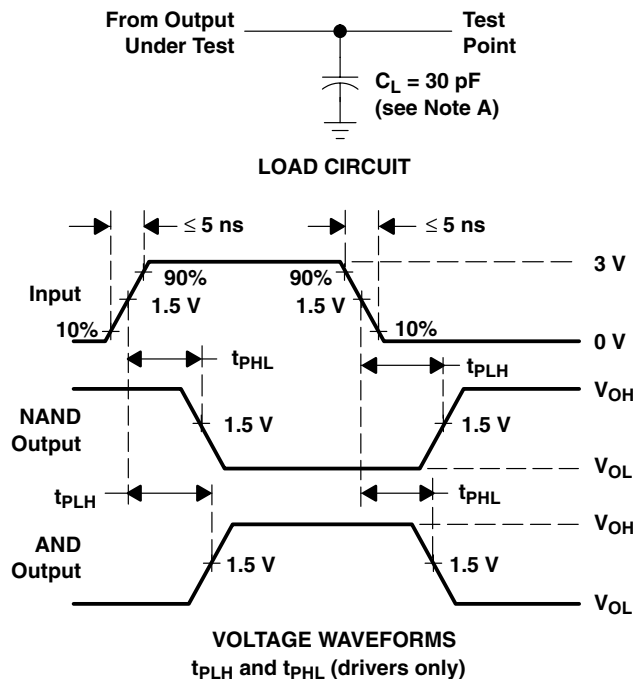 From Output
Under Test
Test
Point
C_L = 30 pF
(see Note A)
LOAD CIRCUIT
≤ 5 ns
≤ 5 ns
3 V
90%
90%
Input
1.5 V
1.5 V
10%
10%
0 V
t_PHL
t_PLH
V_OH
NAND
Output
1.5 V
1.5 V
V_OL
t_PLH
t_PHL
V_OH
AND
Output
1.5 V
1.5 V
V_OL
VOLTAGE WAVEFORMS
t_PLH and t_PHL (drivers only)